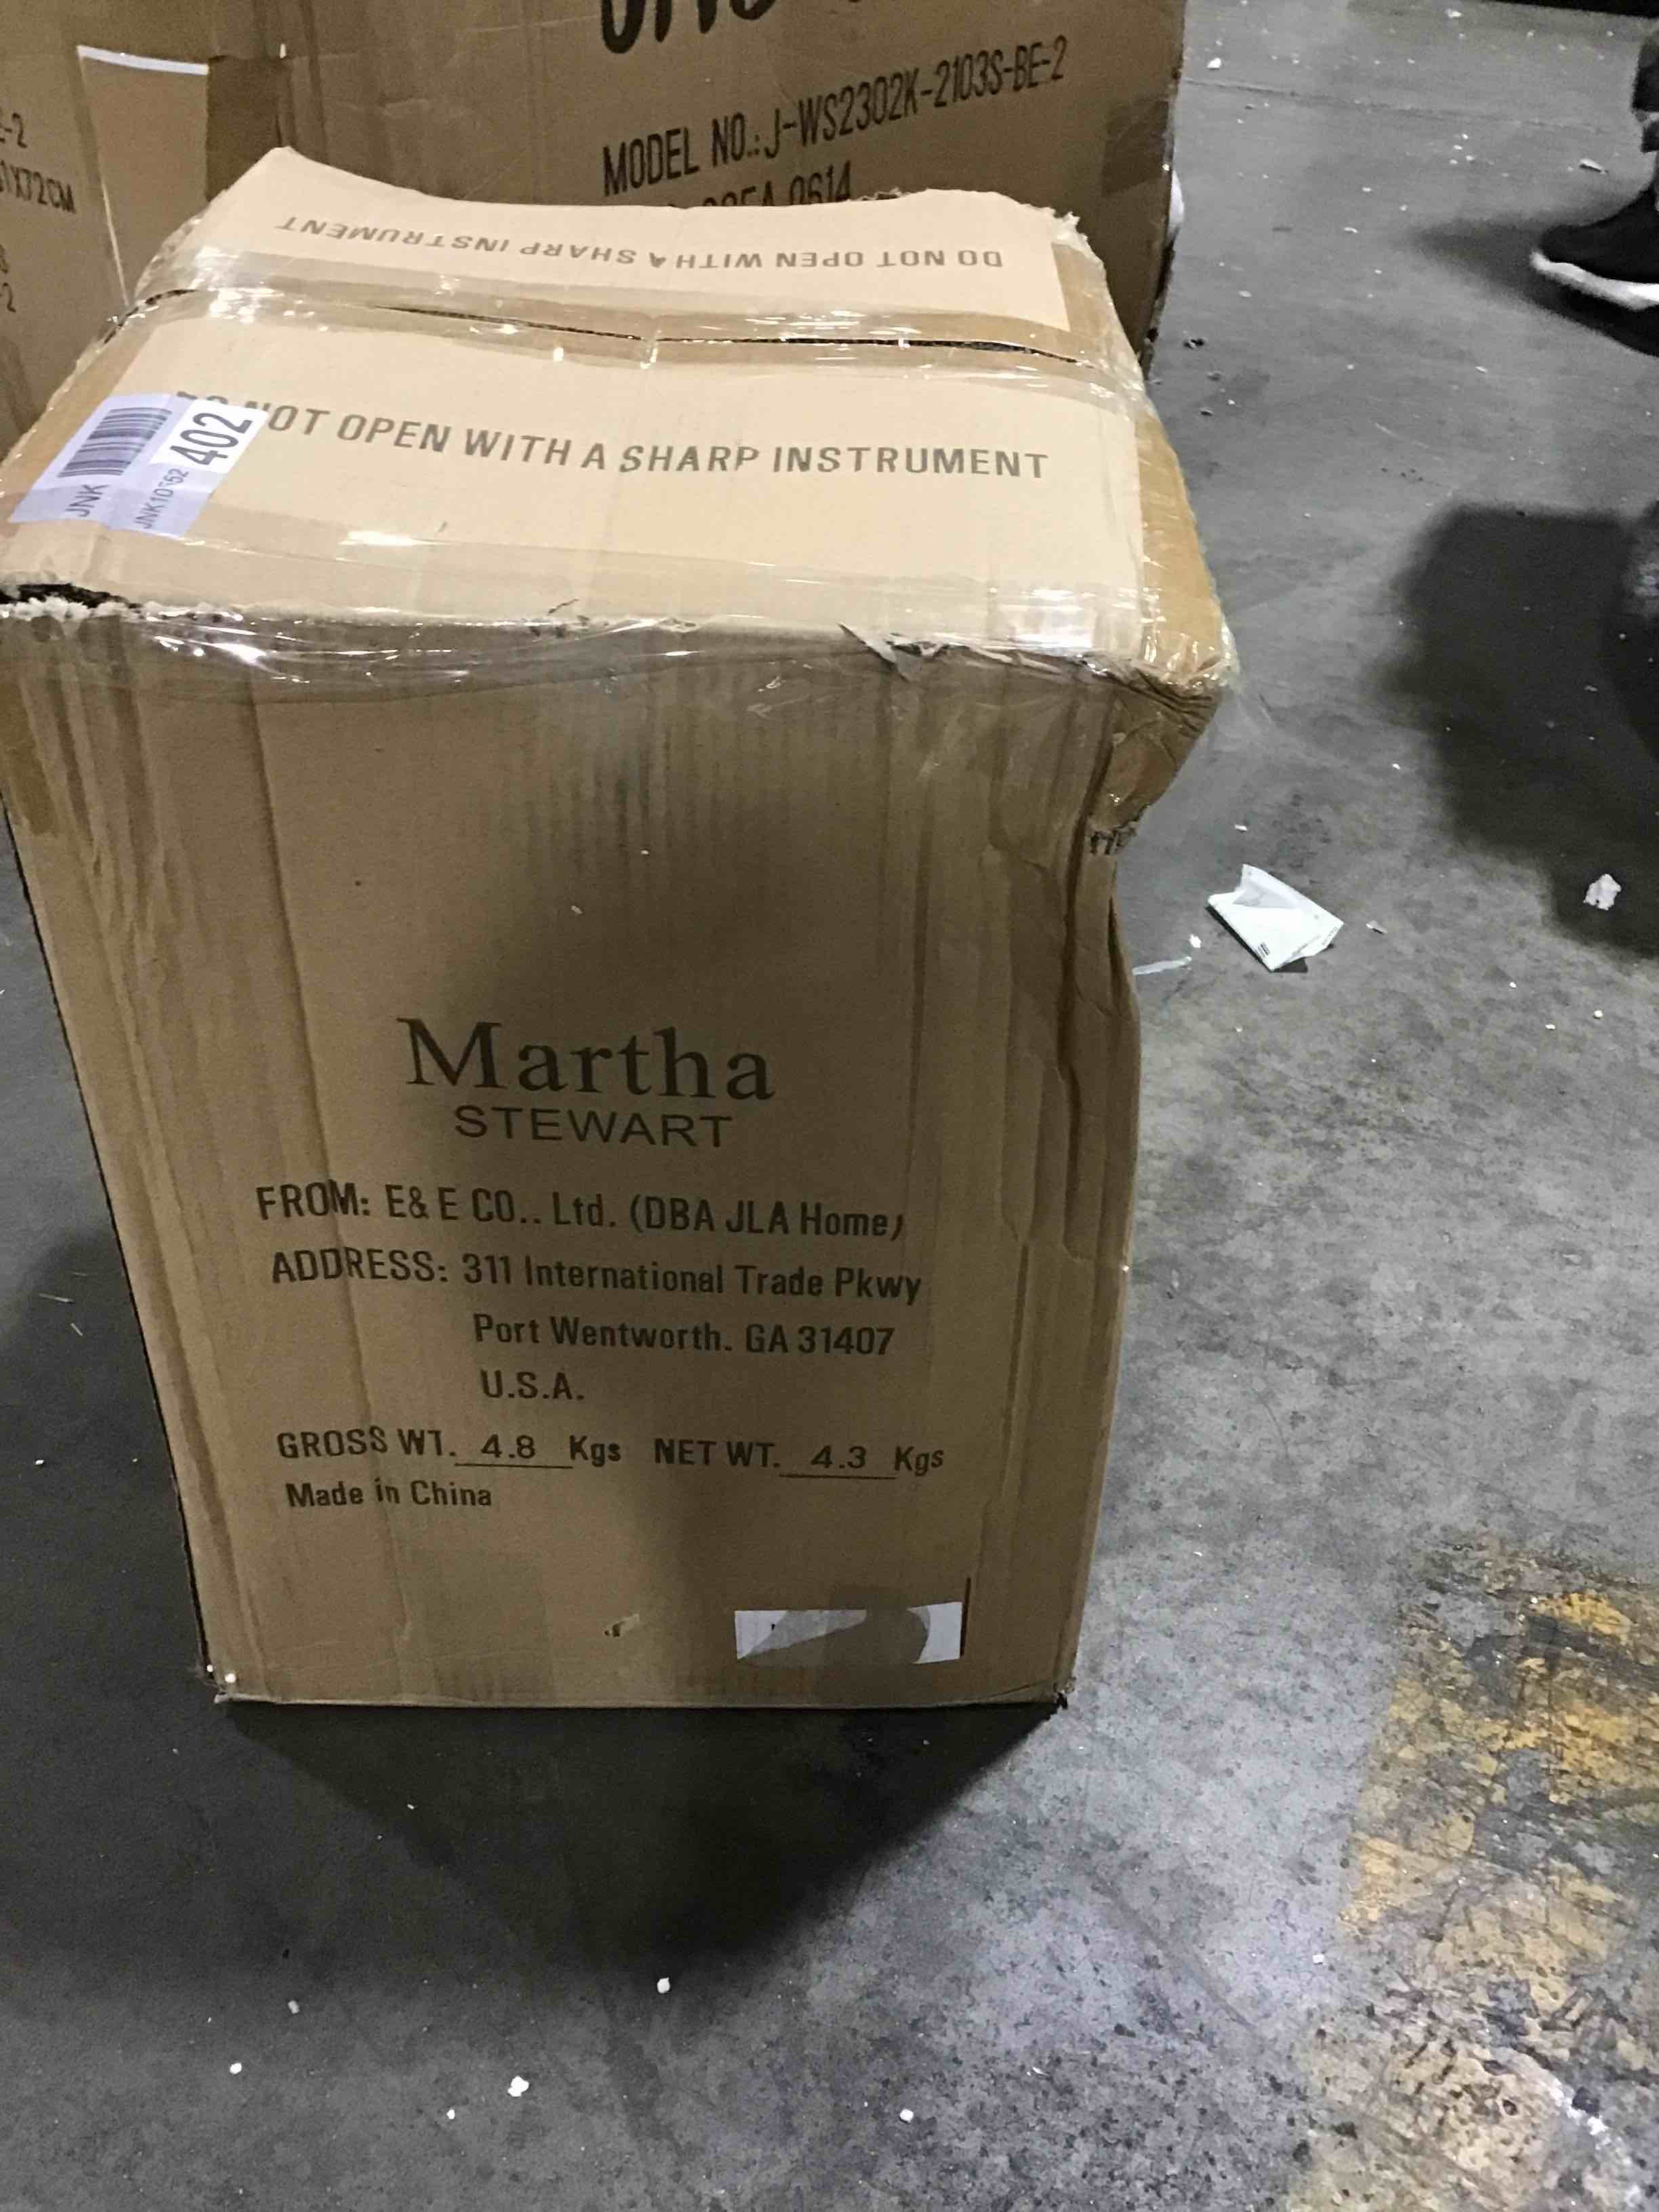 MODEL NO.: J-WS2302K-2103S-BE-2
0614
DO NOT OPEN WITH A SHARP INSTRUMENT
NOT OPEN WITH A SHARP INSTRUMENT
JNK
402
Martha
STEWART
FROM: E& E CO.. Ltd. (DBA JLA Home)
ADDRESS: 311 International Trade Pkwy
Port Wentworth. GA 31407
U.S.A.
GROSS WT. 4.8 Kgs NET WT. 4.3 Kgs
Made in China